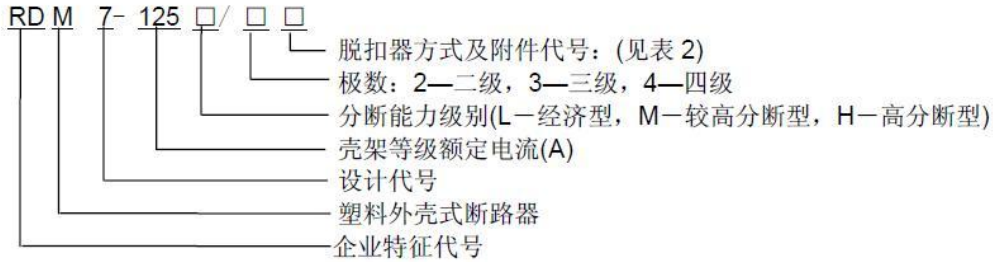 RD M 7- 125 □/ □ □
脱扣器方式及附件代号：(见表 2)
极数：2—二级，3—三级，4—四级
分断能力级别(L－经济型，M－较高分断型，H－高分断型)
壳架等级额定电流(A)
设计代号
塑料外壳式断路器
企业特征代号